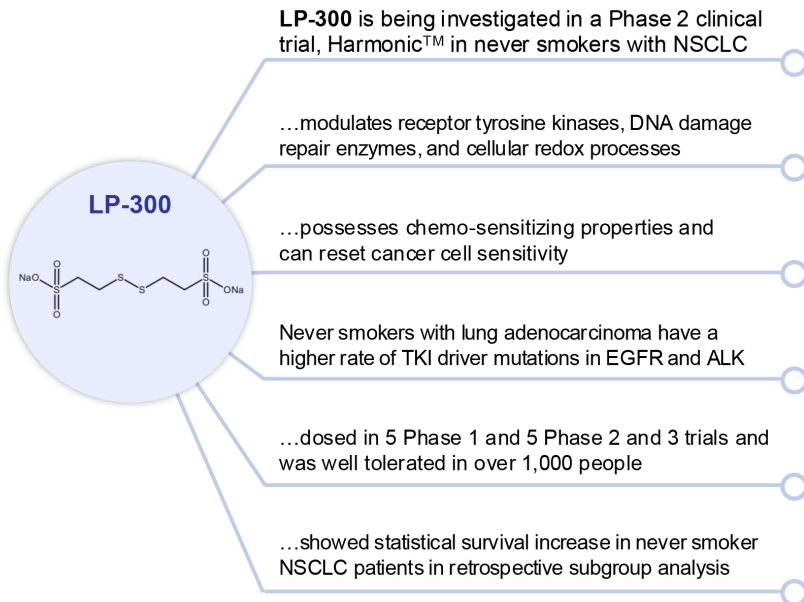 LP-300 is being investigated in a Phase 2 clinical
trial, Harmonic™ in never smokers with NSCLC
…modulates receptor tyrosine kinases, DNA damage
repair enzymes, and cellular redox processes
LP-300
…possesses chemo-sensitizing properties and
can reset cancer cell sensitivity
O
O
NaO
S
S
S
S
ONa
O
O
Never smokers with lung adenocarcinoma have a
higher rate of TKI driver mutations in EGFR and ALK
…dosed in 5 Phase 1 and 5 Phase 2 and 3 trials and
was well tolerated in over 1,000 people
…showed statistical survival increase in never smoker
NSCLC patients in retrospective subgroup analysis